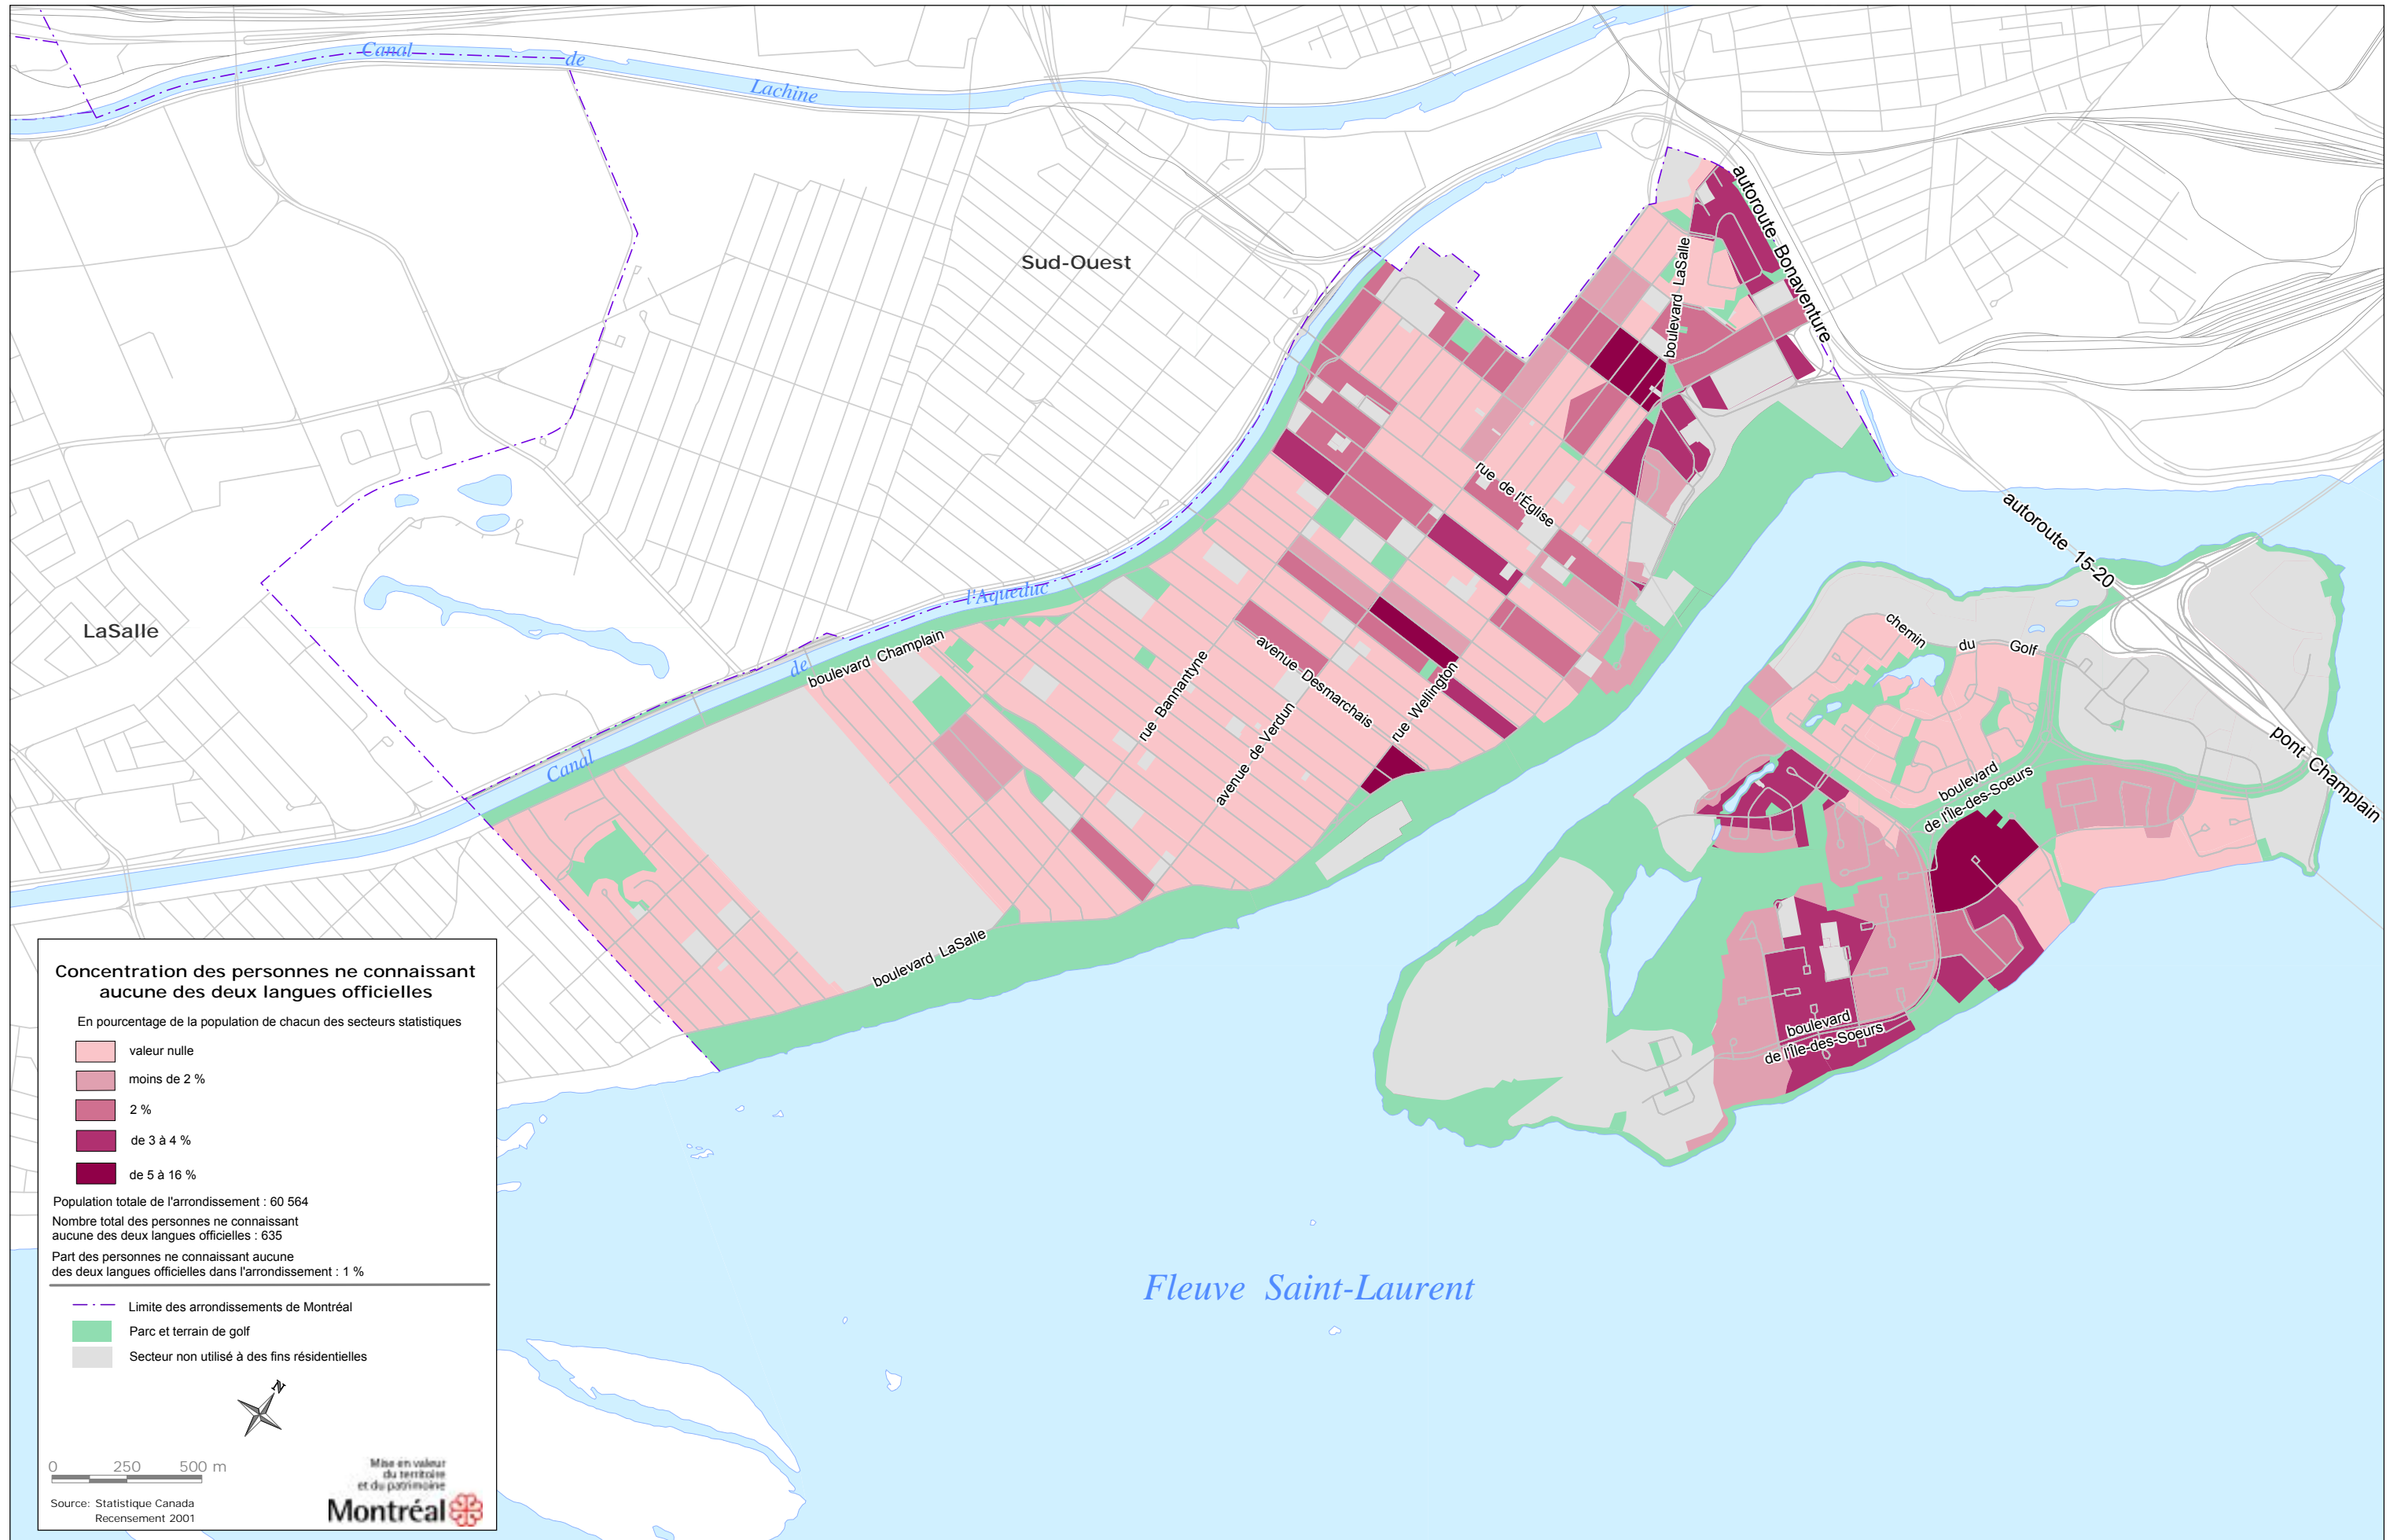 Canal de Lachine
Sud-Ouest
LaSalle
autoroute Bonaventure
boulevard LaSalle
rue de l'Église
autoroute 15-20
chemin du Golf
pont Champlain
boulevard
de l'Île-des-Soeurs
Canal de l'Aqueduc
boulevard Champlain
rue Bannantyne
avenue Desmarchais
avenue de Verdun
rue Wellington
boulevard LaSalle
boulevard
de l'Île-des-Soeurs
Fleuve Saint-Laurent
Concentration des personnes ne connaissant
aucune des deux langues officielles
En pourcentage de la population de chacun des secteurs statistiques
valeur nulle
moins de 2 %
2 %
de 3 à 4 %
de 5 à 16 %
Population totale de l'arrondissement : 60 564
Nombre total des personnes ne connaissant
aucune des deux langues officielles : 635
Part des personnes ne connaissant aucune
des deux langues officielles dans l'arrondissement : 1 %
Limite des arrondissements de Montréal
Parc et terrain de golf
Secteur non utilisé à des fins résidentielles
N
0 250 500 m
Source: Statistique Canada
Recensement 2001
Mise en valeur
du territoire
et du patrimoine
Montréal